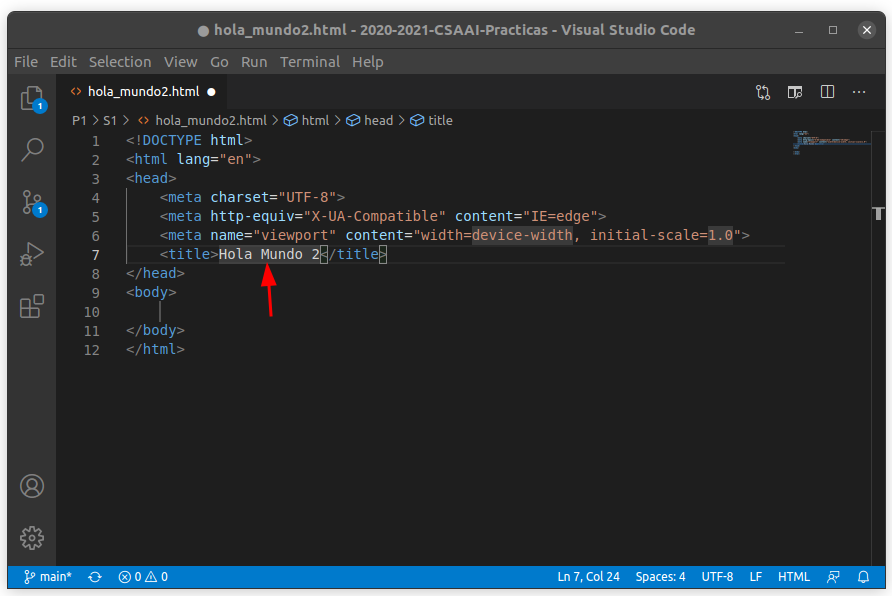 hola_mundo2.html - 2020-2021-CSAAI-Practicas - Visual Studio Code
File Edit Selection View Go Run Terminal Help
<> hola_mundo2.html
P1 > S1 > <> hola_mundo2.html > html > head > title
1 <!DOCTYPE html>
2 <html lang="en">
3 <head>
4     <meta charset="UTF-8">
5     <meta http-equiv="X-UA-Compatible" content="IE=edge">
6     <meta name="viewport" content="width=device-width, initial-scale=1.0">
7     <title>Hola Mundo 2</title>
8 </head>
9 <body>
10
11 </body>
12 </html>
1
1
main* 0 0 Ln 7, Col 24 Spaces: 4 UTF-8 LF HTML